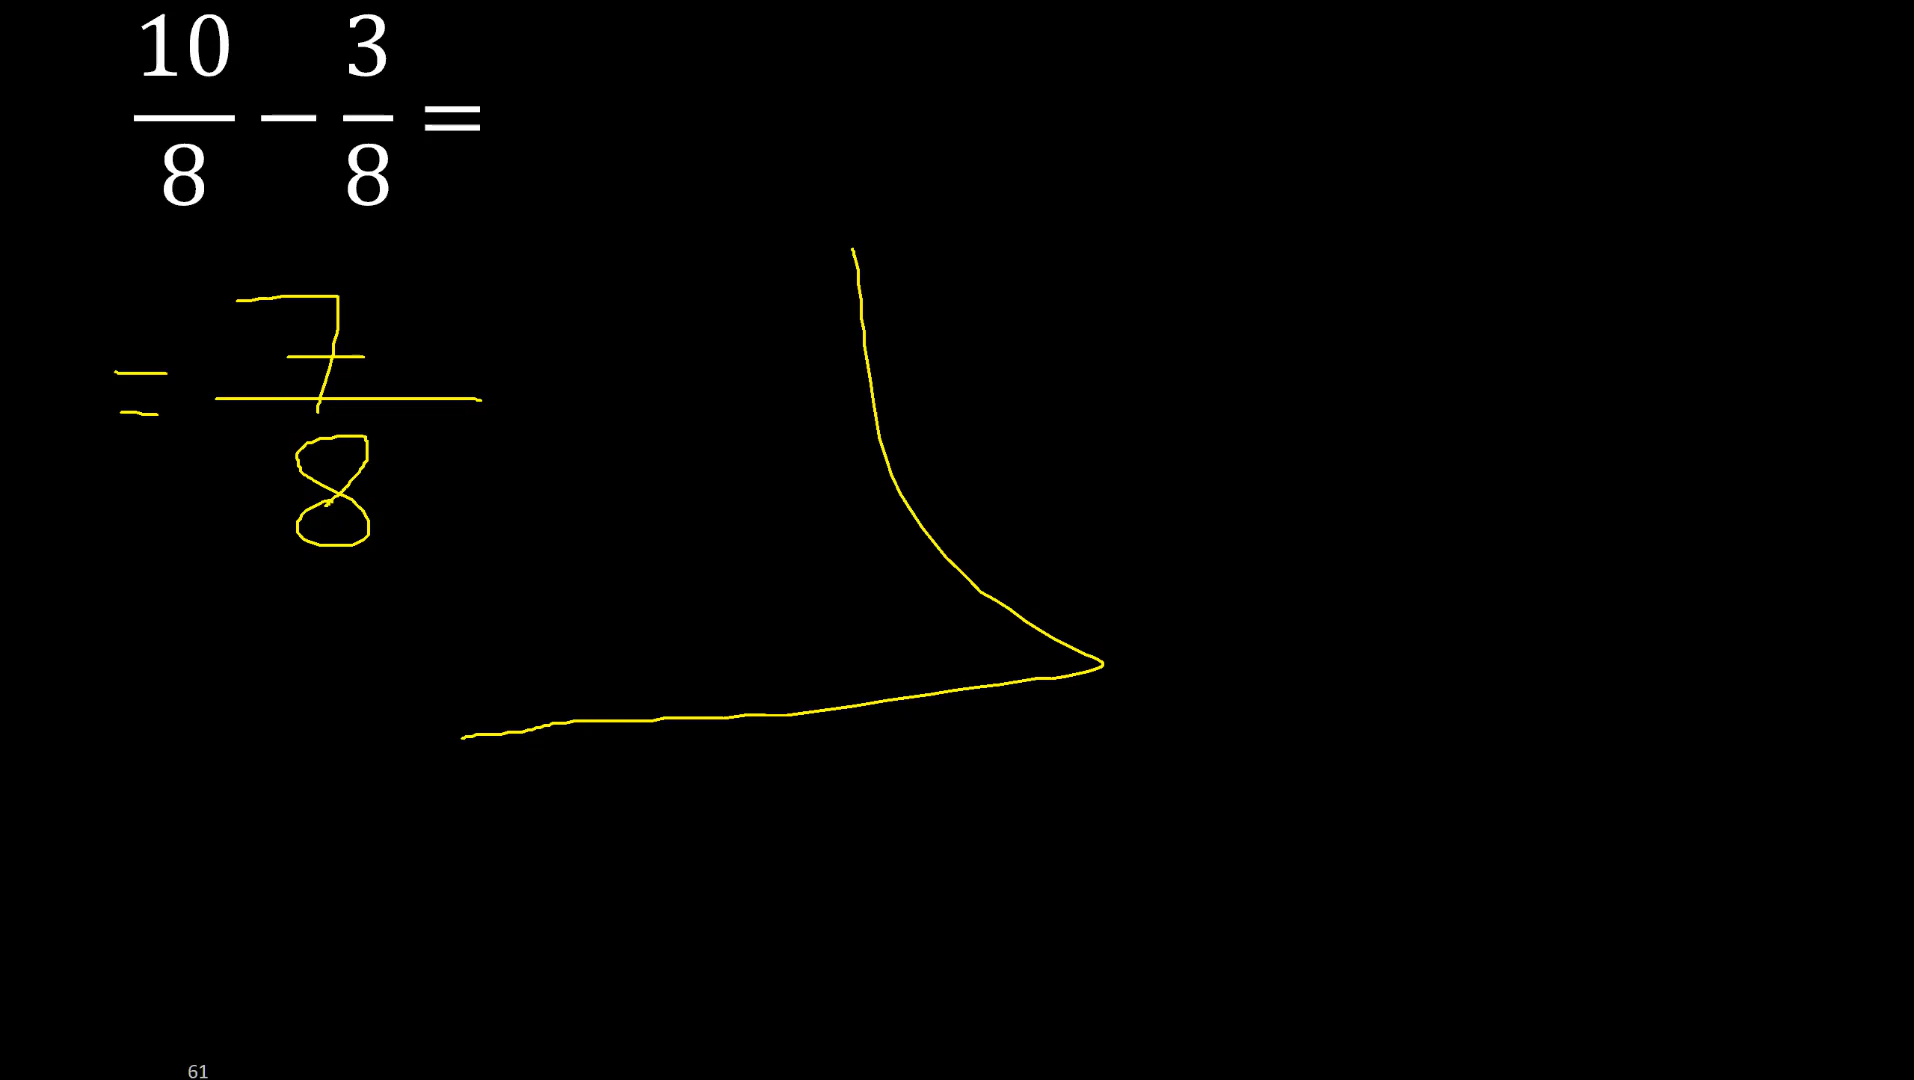 10/8 − 3/8 =
= 7/8
61